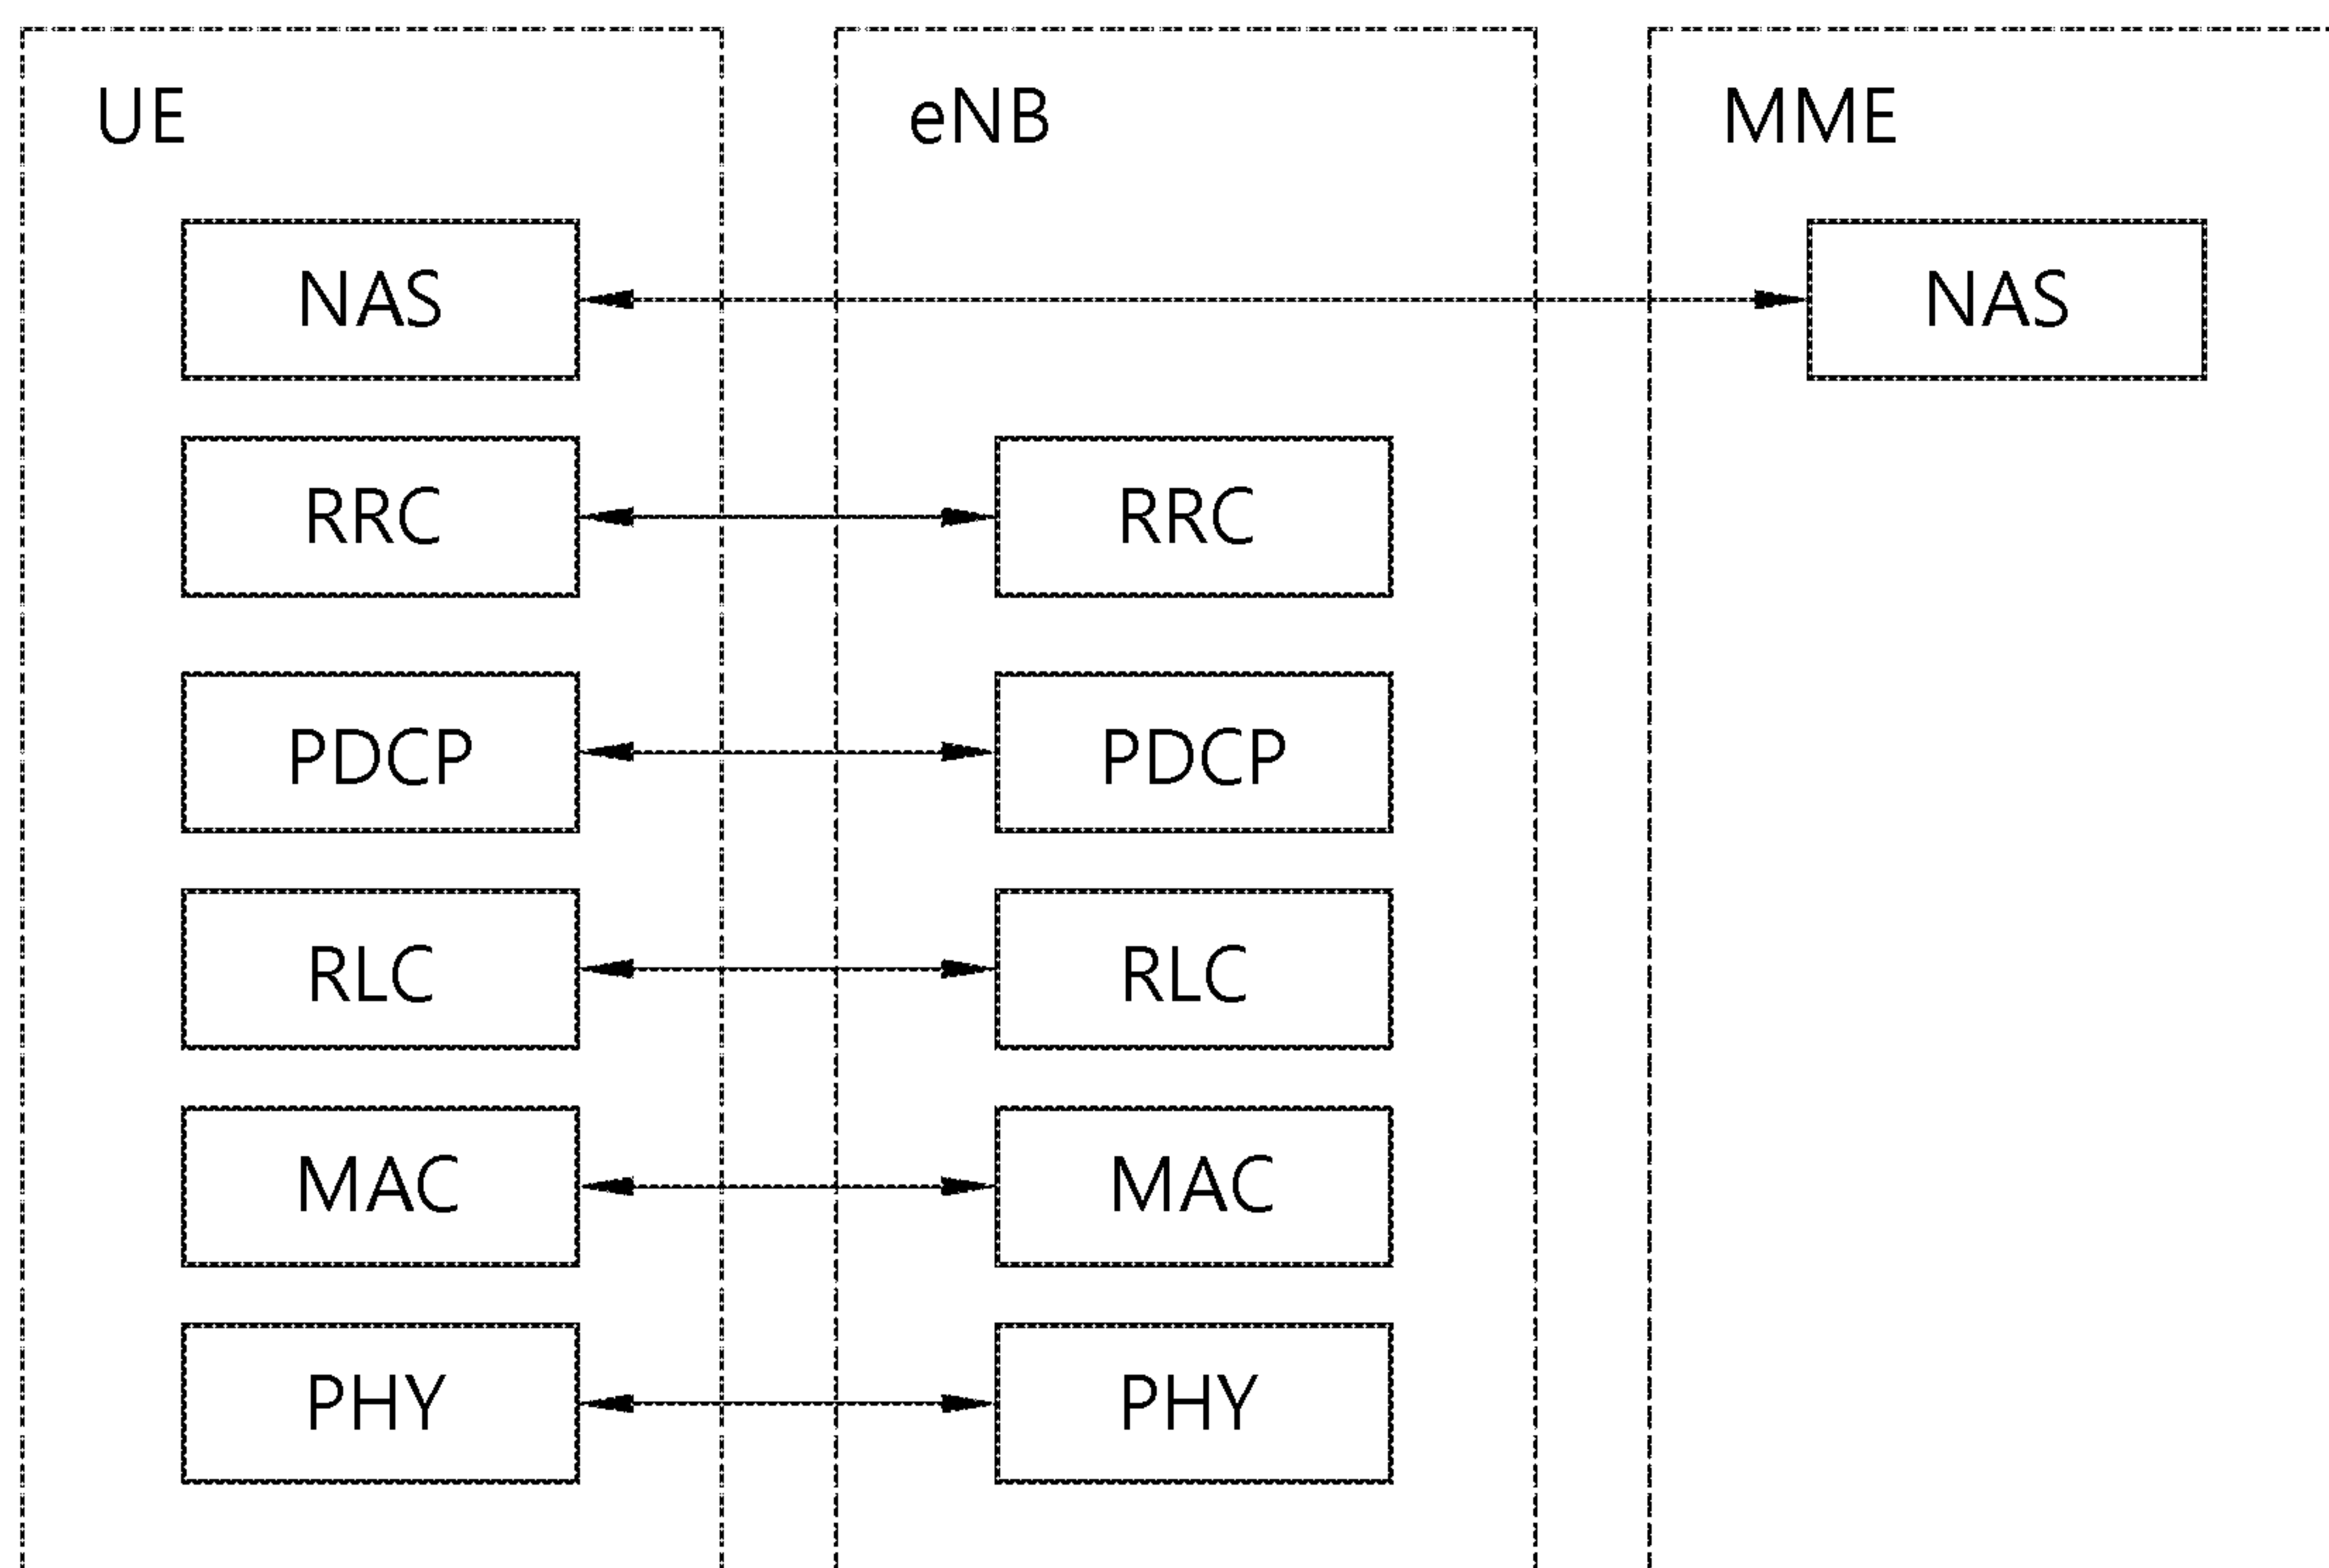 UE eNB MME
NAS NAS
RRC RRC
PDCP PDCP
RLC RLC
MAC MAC
PHY PHY